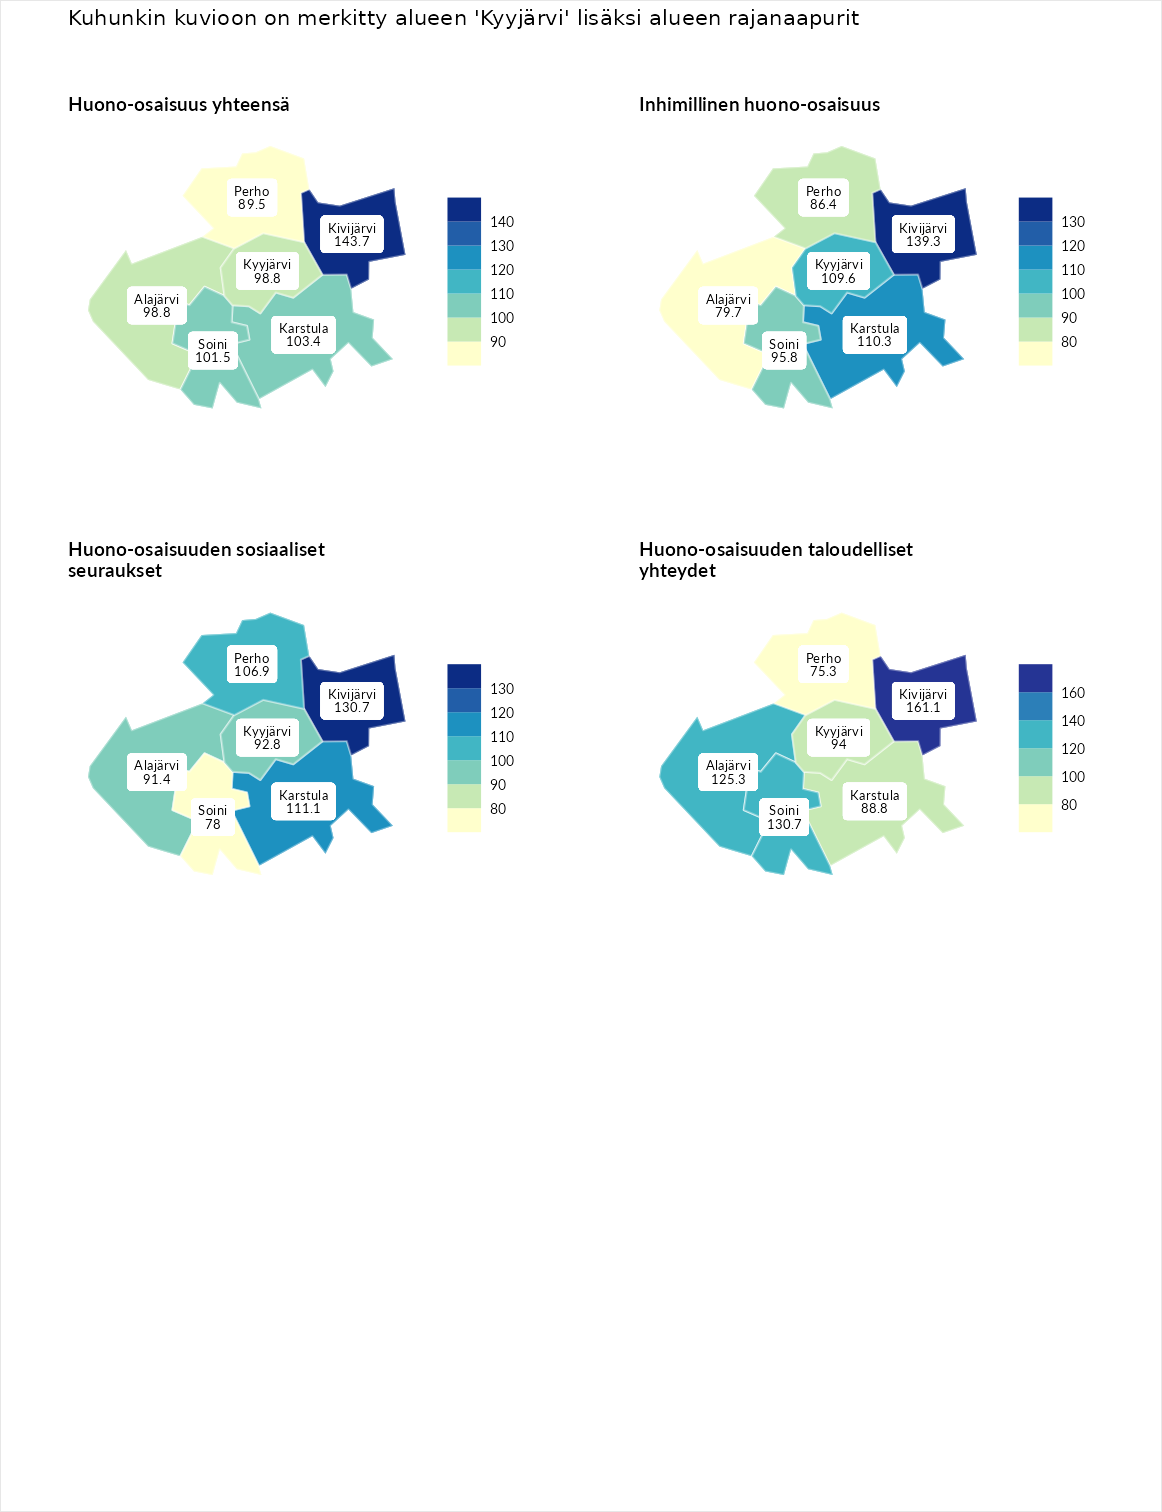 Kuhunkin kuvioon on merkitty alueen 'Kyyjärvi' lisäksi alueen rajanaapurit
Huono-osaisuus yhteensä
Perho
89.5
Kivijärvi
143.7
Kyyjärvi
98.8
Alajärvi
98.8
Karstula
103.4
Soini
101.5
140
130
120
110
100
90
Inhimillinen huono-osaisuus
Perho
86.4
Kivijärvi
139.3
Kyyjärvi
109.6
Alajärvi
79.7
Karstula
110.3
Soini
95.8
130
120
110
100
90
80
Huono-osaisuuden sosiaaliset
seuraukset
Perho
106.9
Kivijärvi
130.7
Kyyjärvi
92.8
Alajärvi
91.4
Karstula
111.1
Soini
78
130
120
110
100
90
80
Huono-osaisuuden taloudelliset
yhteydet
Perho
75.3
Kivijärvi
161.1
Kyyjärvi
94
Alajärvi
125.3
Karstula
88.8
Soini
130.7
160
140
120
100
80